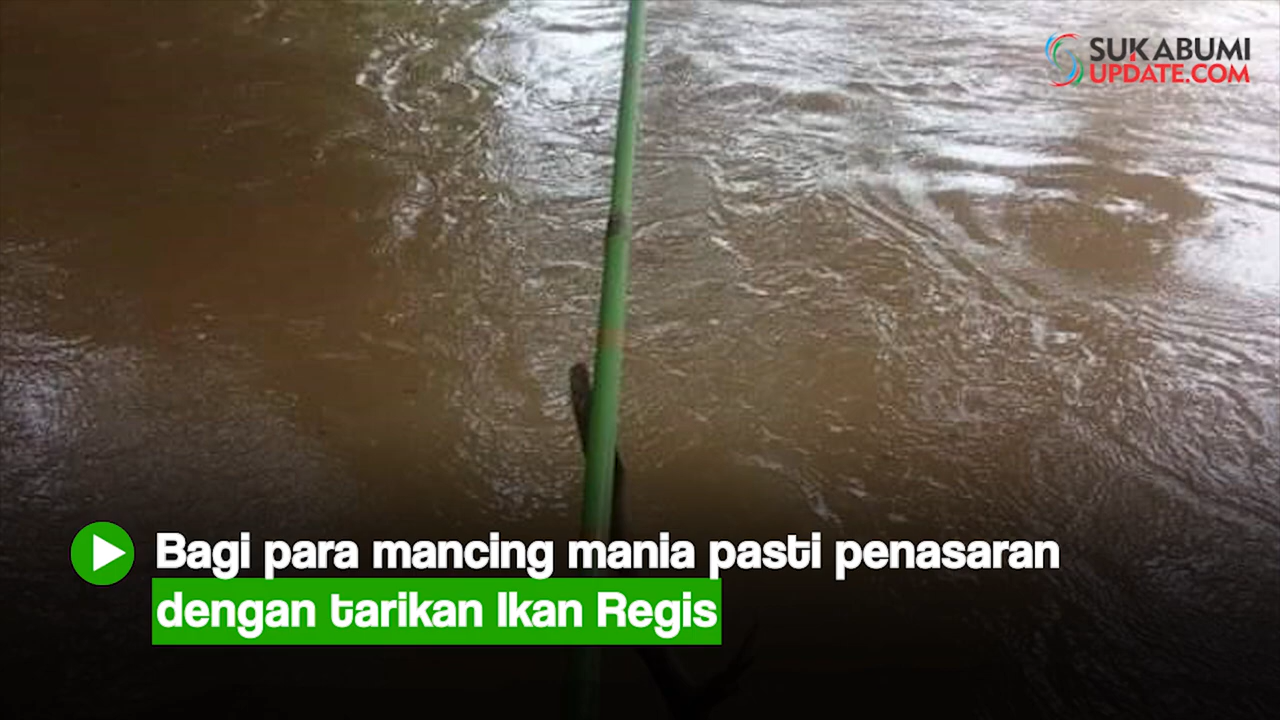 SUKABUMI
UPDATE.COM
Bagi para mancing mania pasti penasaran
dengan tarikan Ikan Regis